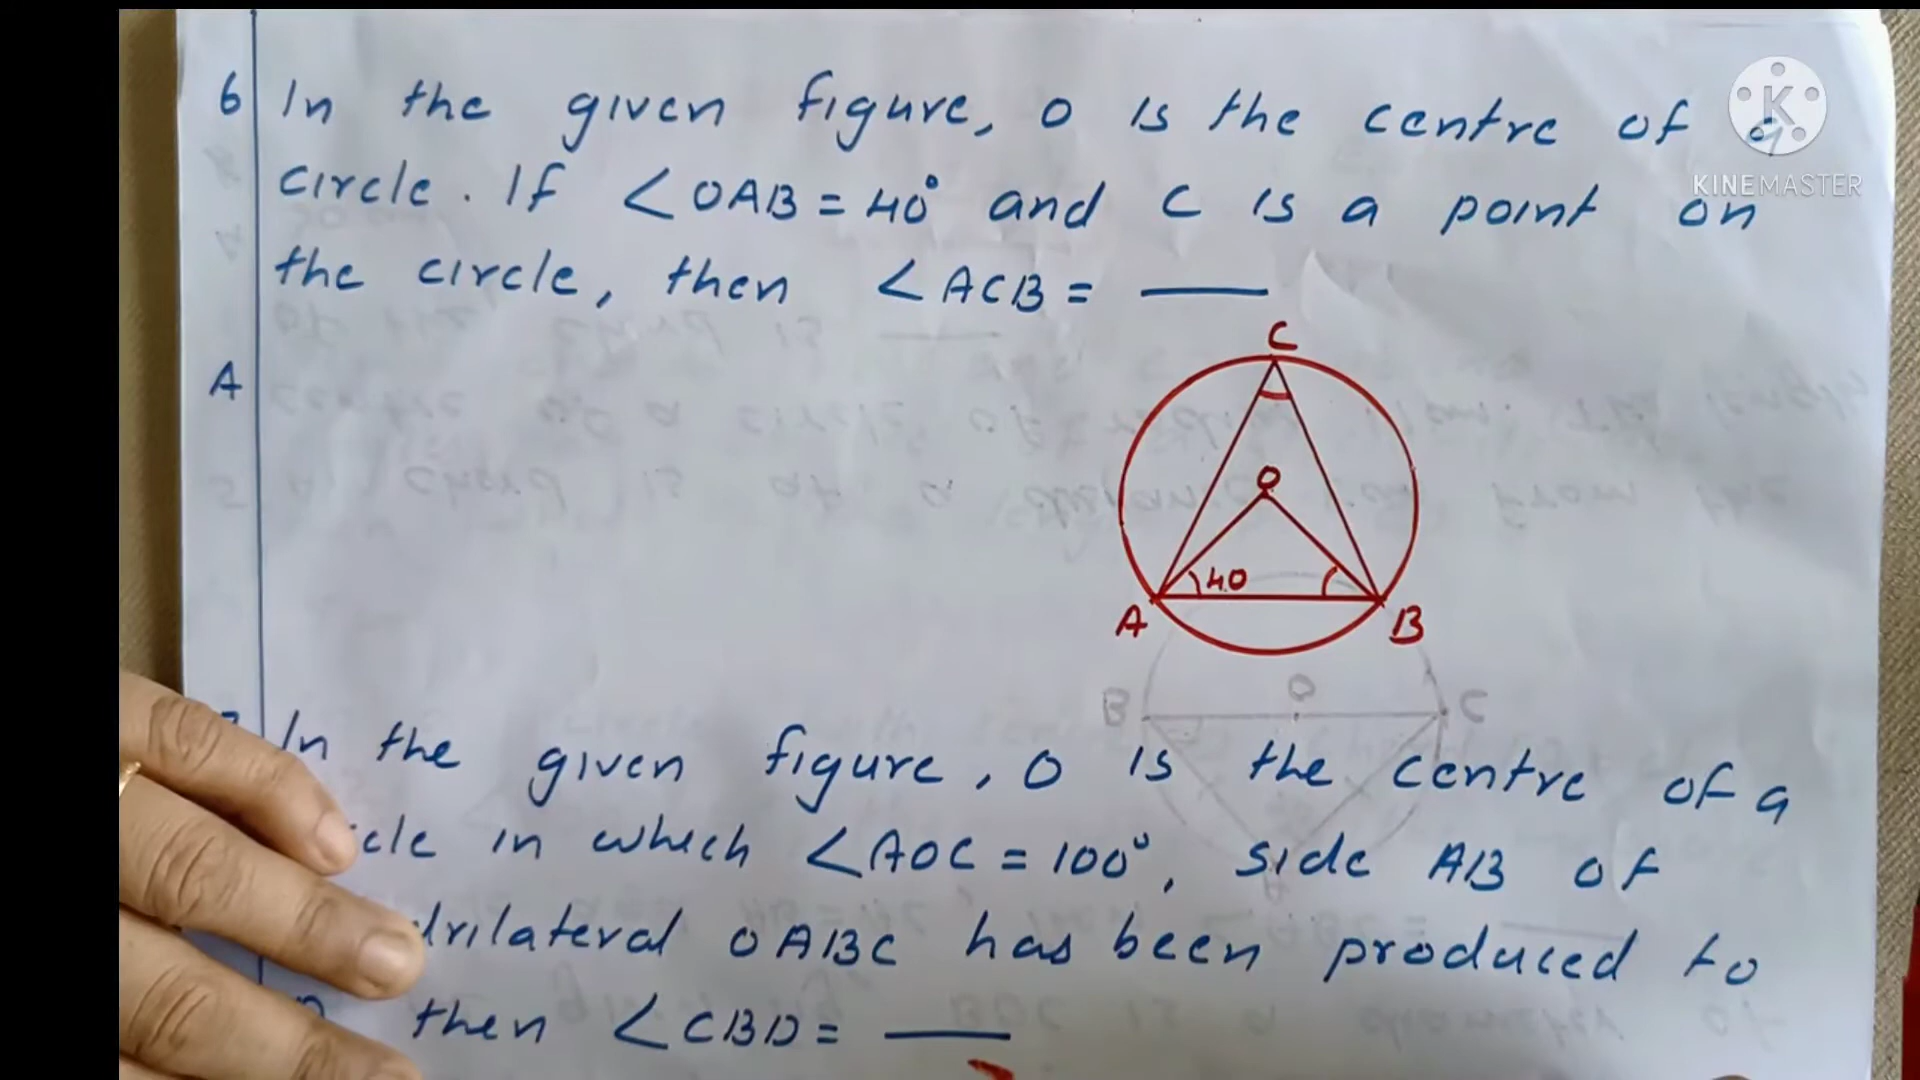 6 In the given figure, O is the centre of a
circle. If ∠OAB = 40° and C is a point on
the circle, then ∠ACB = ___
A
C
O
40
A B
B O C
In the given figure, O is the centre of a
cle in which ∠AOC = 100°, side AB of
drilateral OABC has been produced to
then ∠CBD = ___
KINEMASTER